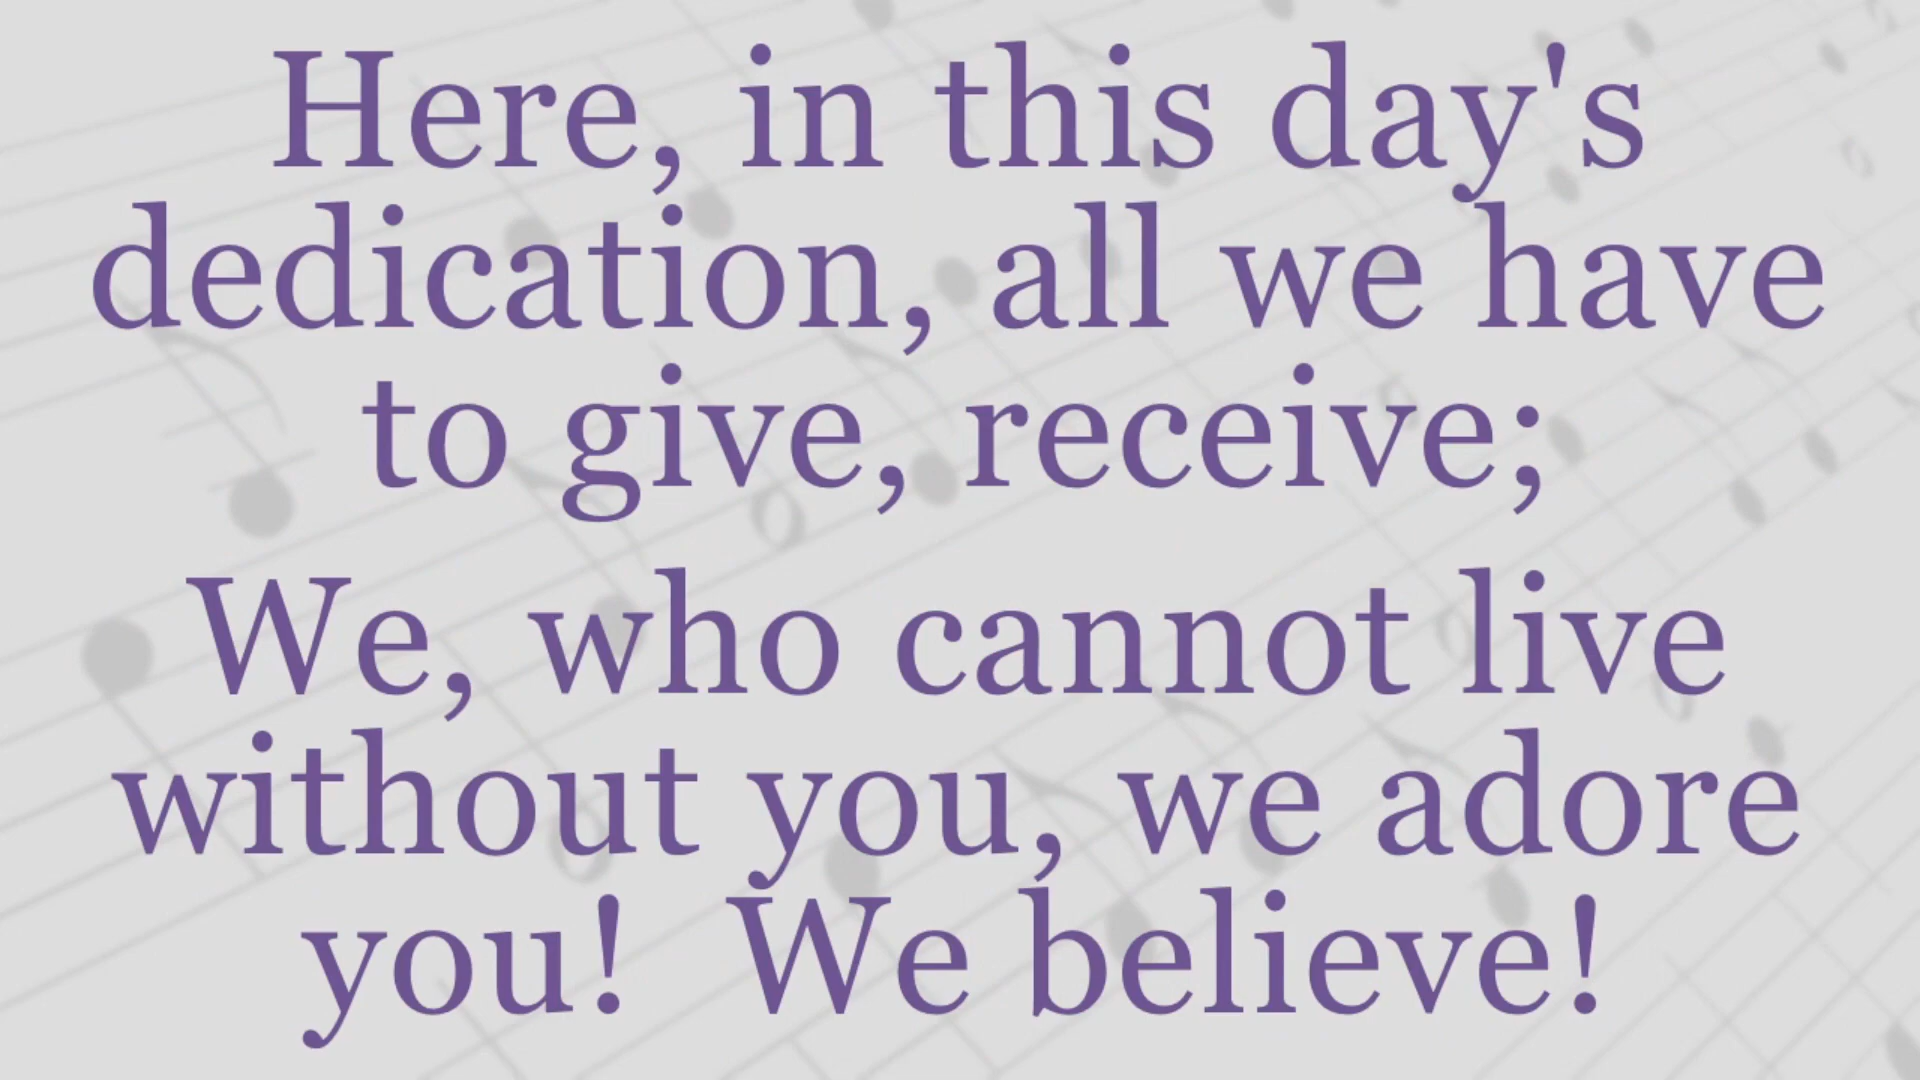 Here, in this day's
dedication, all we have
to give, receive;
We, who cannot live
without you, we adore
you!  We believe!